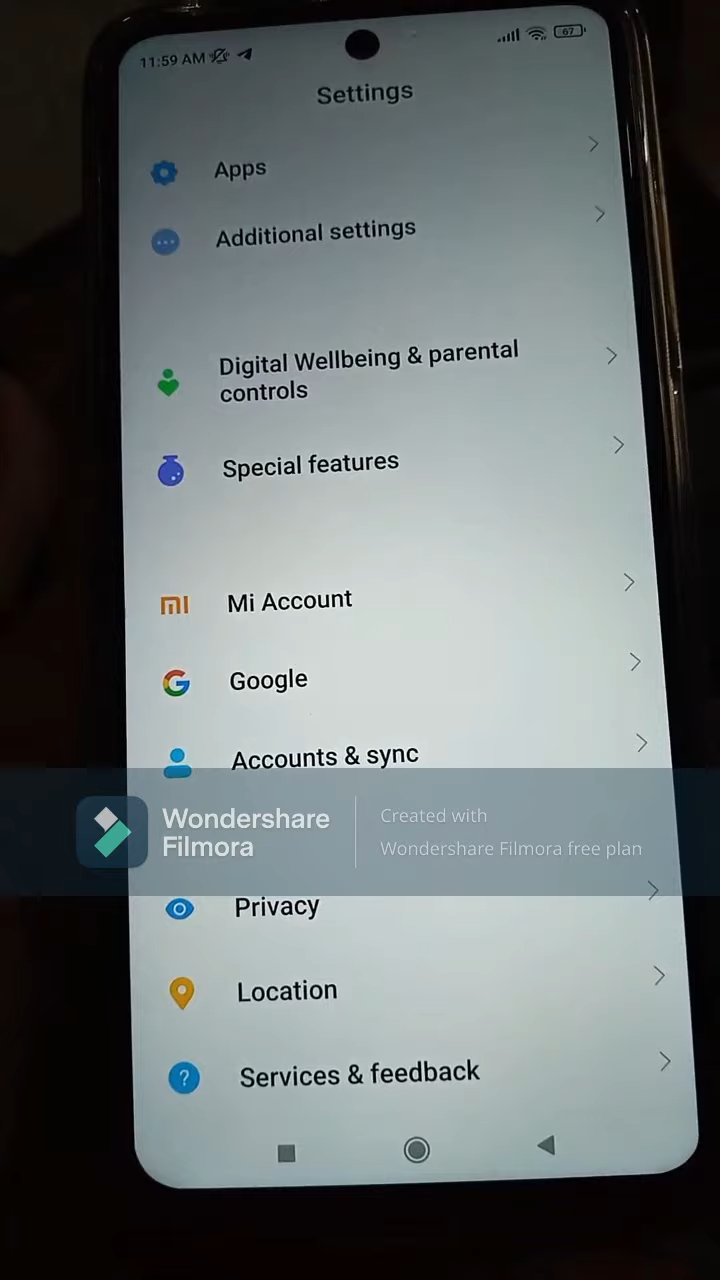 11:59 AM
67
Settings
Apps
Additional settings
Digital Wellbeing & parental
controls
Special features
Mi Account
Google
Accounts & sync
Wondershare
Filmora
Created with
Wondershare Filmora free plan
Privacy
Location
Services & feedback